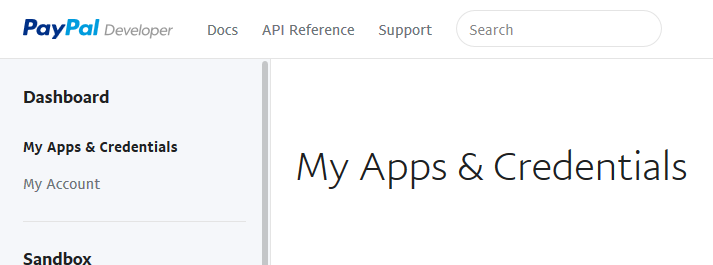 PayPal Developer Docs API Reference Support Search
Dashboard
My Apps & Credentials
My Account
Sandbox
My Apps & Credentials